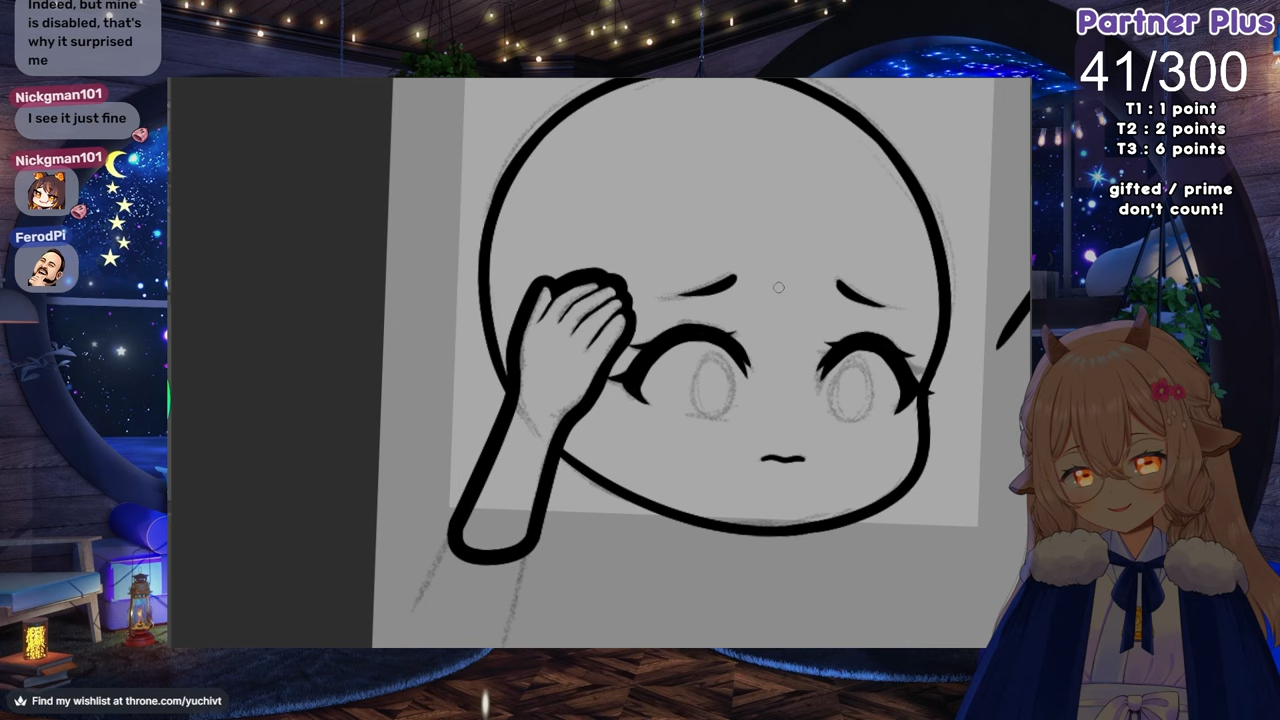 Indeed, but mine
is disabled, that's
why it surprised
me
Nickgman101
I see it just fine
Nickgman101
FerodPi
Partner Plus
41/300
T1 : 1 point
T2 : 2 points
T3 : 6 points
gifted / prime
don't count!
Find my wishlist at throne.com/yuchivt